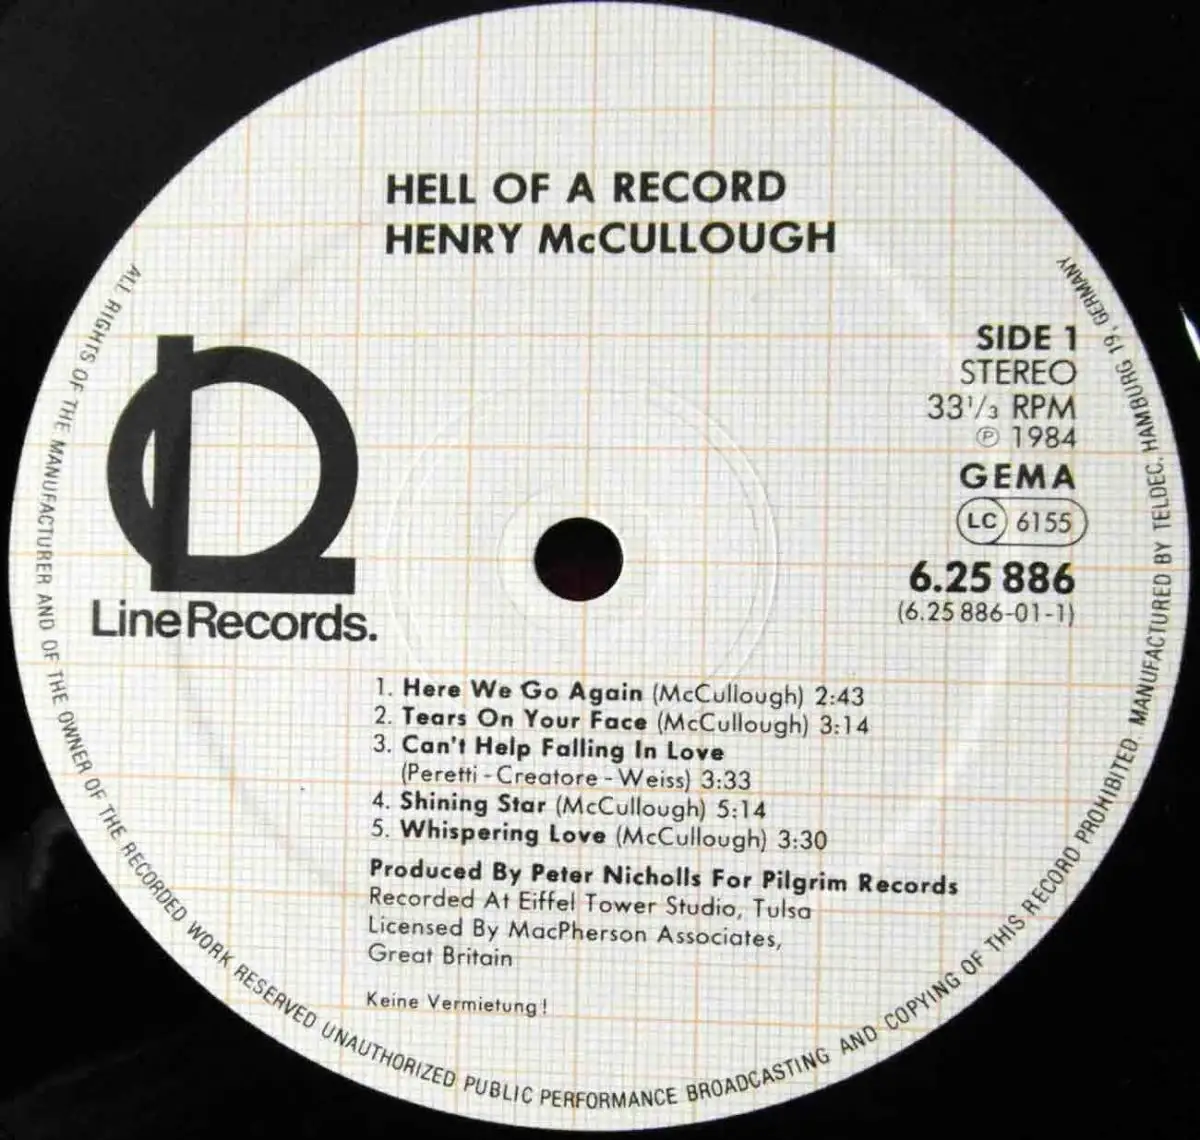 HELL OF A RECORD
HENRY McCULLOUGH
SIDE 1
STEREO
33 1/3 RPM
℗ 1984
GEMA
LC 6155
6.25 886
(6.25 886-01-1)
Line Records.
1. Here We Go Again (McCullough) 2:43
2. Tears On Your Face (McCullough) 3:14
3. Can't Help Falling In Love
(Peretti - Creatore - Weiss) 3:33
4. Shining Star (McCullough) 5:14
5. Whispering Love (McCullough) 3:30
Produced By Peter Nicholls For Pilgrim Records
Recorded At Eiffel Tower Studio, Tulsa
Licensed By MacPherson Associates,
Great Britain
Keine Vermietung!
ALL RIGHTS OF THE MANUFACTURER AND OF THE OWNER OF THE RECORDED WORK RESERVED UNAUTHORIZED PUBLIC PERFORMANCE BROADCASTING AND COPYING OF THIS RECORD PROHIBITED. MANUFACTURED BY TELDEC, HAMBURG 19, GERMANY